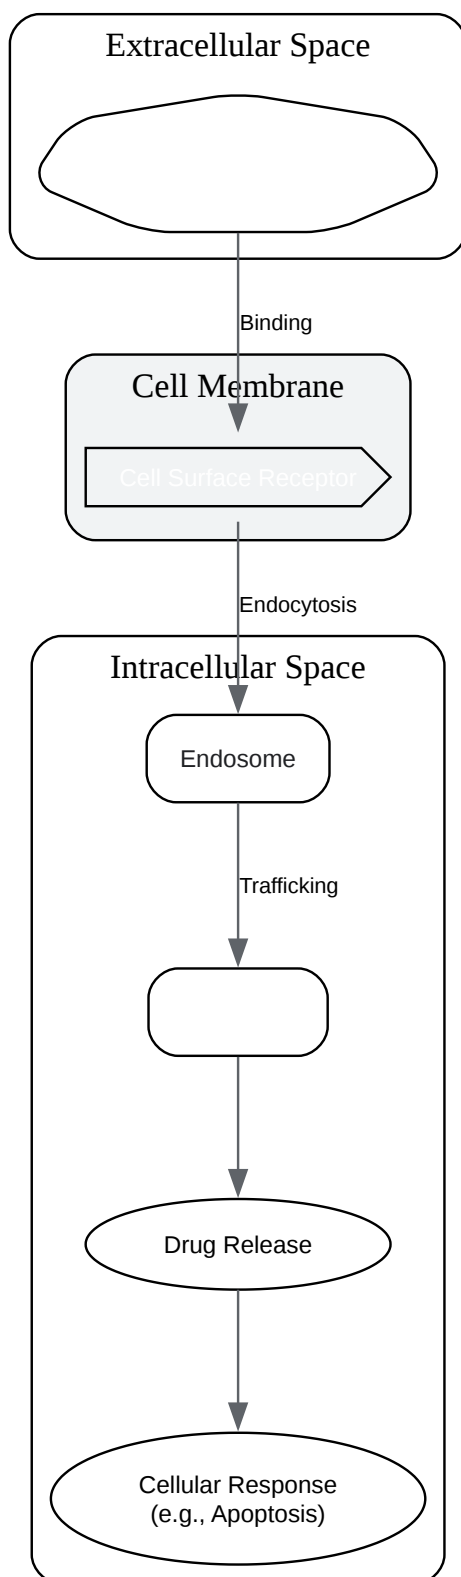 Extracellular Space
Binding
Cell Membrane
Cell Surface Receptor
Endocytosis
Intracellular Space
Endosome
Trafficking
Drug Release
Cellular Response
(e.g., Apoptosis)